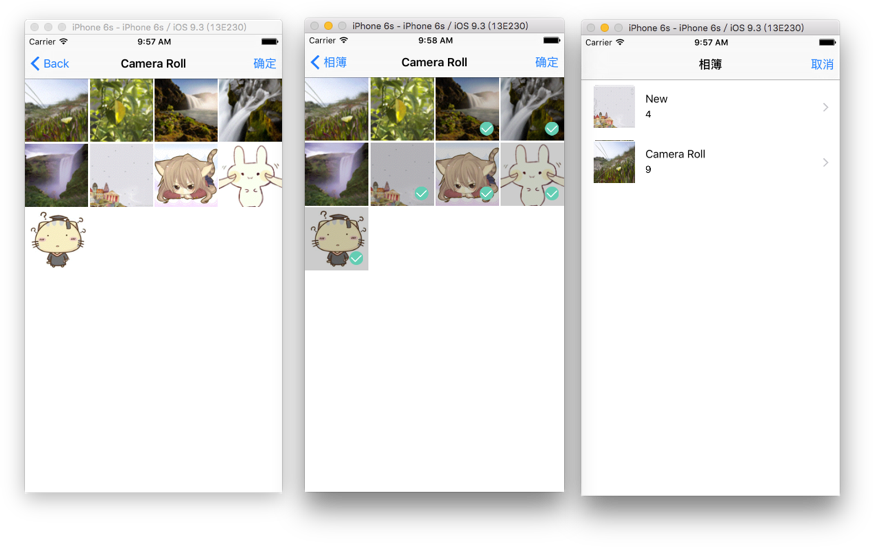 iPhone 6s - iPhone 6s / iOS 9.3 (13E230)
Carrier 9:57 AM
Back Camera Roll 确定
iPhone 6s - iPhone 6s / iOS 9.3 (13E230)
Carrier 9:58 AM
相簿 Camera Roll 确定
iPhone 6s - iPhone 6s / iOS 9.3 (13E230)
Carrier 9:57 AM
相簿 取消
New
4
Camera Roll
9